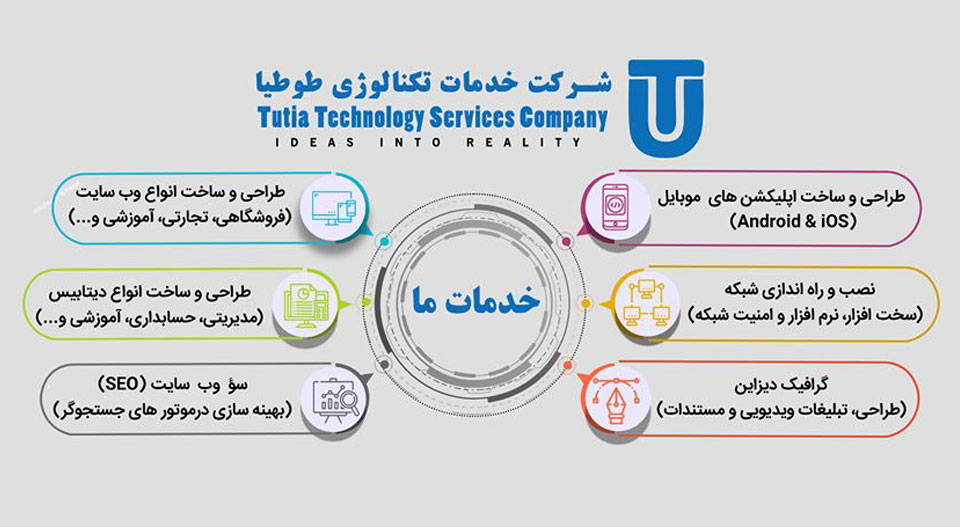 شرکت خدمات تکنالوژی طوطیا
Tutia Technology Services Company
IDEAS INTO REALITY
خدمات ما
طراحی و ساخت اپلیکشن های موبایل
(Android & iOS)
نصب و راه اندازی شبکه
(سخت افزار، نرم افزار و امنیت شبکه)
گرافیک دیزاین
(طراحی، تبلیغات ویدیویی و مستندات)
طراحی و ساخت انواع وب سایت
(فروشگاهی، تجارتی، آموزشی و...)
طراحی و ساخت انواع دیتابیس
(مدیریتی، حسابداری، آموزشی و...)
سؤ وب سایت (SEO)
(بهینه سازی درموتور های جستجوگر)